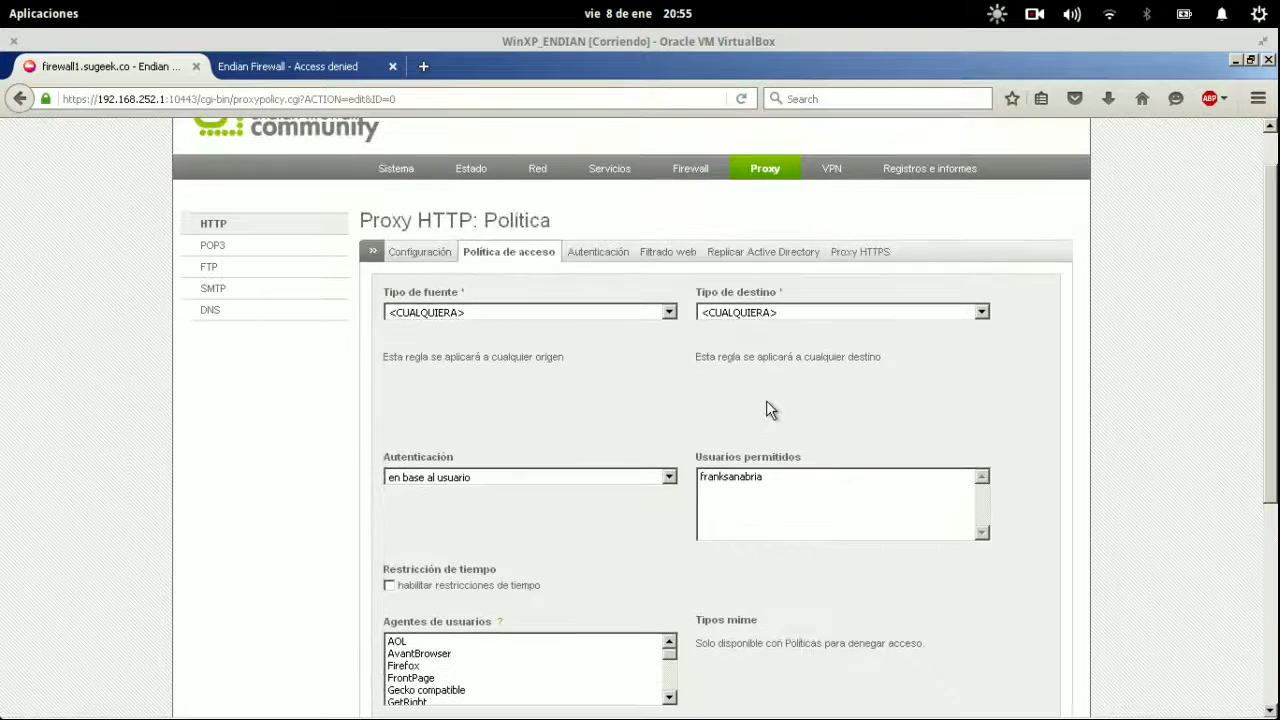 Aplicaciones
vie 8 de ene 20:55
WinXP_ENDIAN [Corriendo] - Oracle VM VirtualBox
firewall1.sugeek.co - Endian ...
Endian Firewall - Access denied
https://192.168.252.1:10443/cgi-bin/proxypolicy.cgi?ACTION=edit&ID=0
Search
ABP
community
Sistema Estado Red Servicios Firewall Proxy VPN Registros e informes
HTTP
POP3
FTP
SMTP
DNS
Proxy HTTP: Política
» Configuración Política de acceso Autenticación Filtrado web Replicar Active Directory Proxy HTTPS
Tipo de fuente *
Tipo de destino *
<CUALQUIERA>
<CUALQUIERA>
Esta regla se aplicará a cualquier origen
Esta regla se aplicará a cualquier destino
Autenticación
Usuarios permitidos
en base al usuario
franksanabria
Restricción de tiempo
habilitar restricciones de tiempo
Agentes de usuarios ?
Tipos mime
AOL
AvantBrowser
Firefox
FrontPage
Gecko compatible
GetRight
Solo disponible con Políticas para denegar acceso.